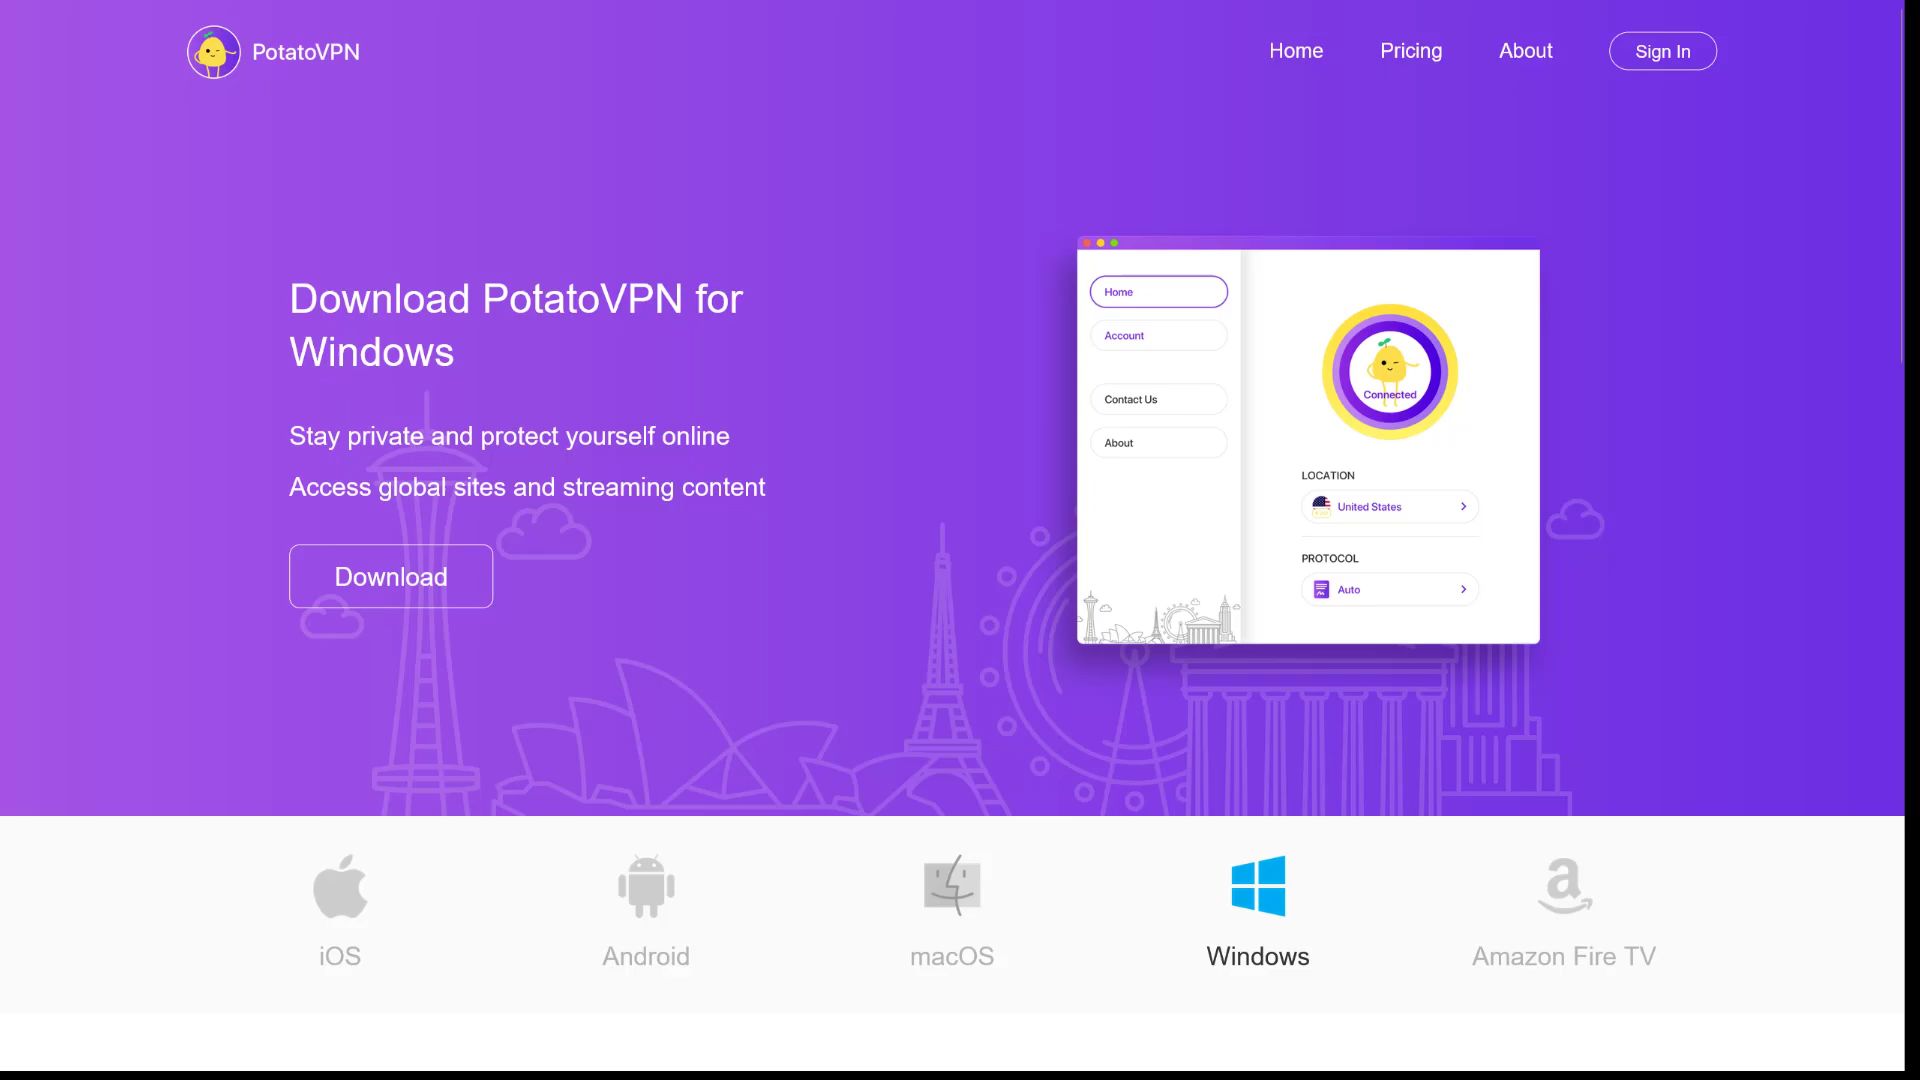 PotatoVPN
Home
Pricing
About
Sign In
Download PotatoVPN for
Windows
Stay private and protect yourself online
Access global sites and streaming content
Download
Home
Account
Contact Us
About
Connected
LOCATION
United States
PROTOCOL
Auto
iOS
Android
macOS
Windows
Amazon Fire TV